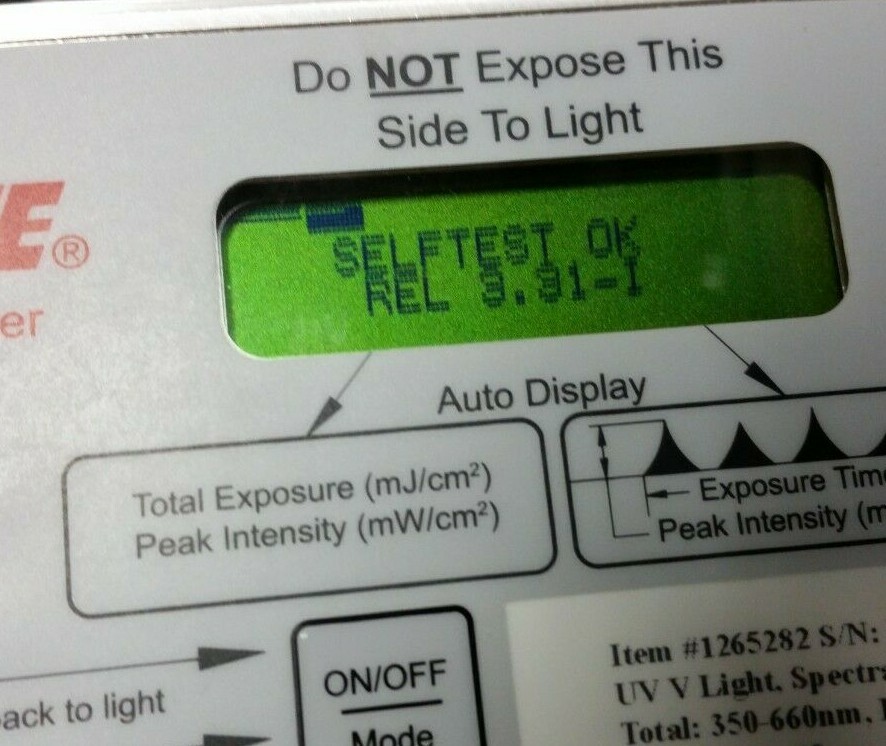 Do NOT Expose This
Side To Light
E®
er
SELFTEST OK
REL 3.31-I
Auto Display
Total Exposure (mJ/cm²)
Peak Intensity (mW/cm²)
Exposure Time
Peak Intensity (m
ON/OFF
Mode
ack to light
Item #1265282 S/N:
UV V Light, Spectra
Total: 350-660nm,